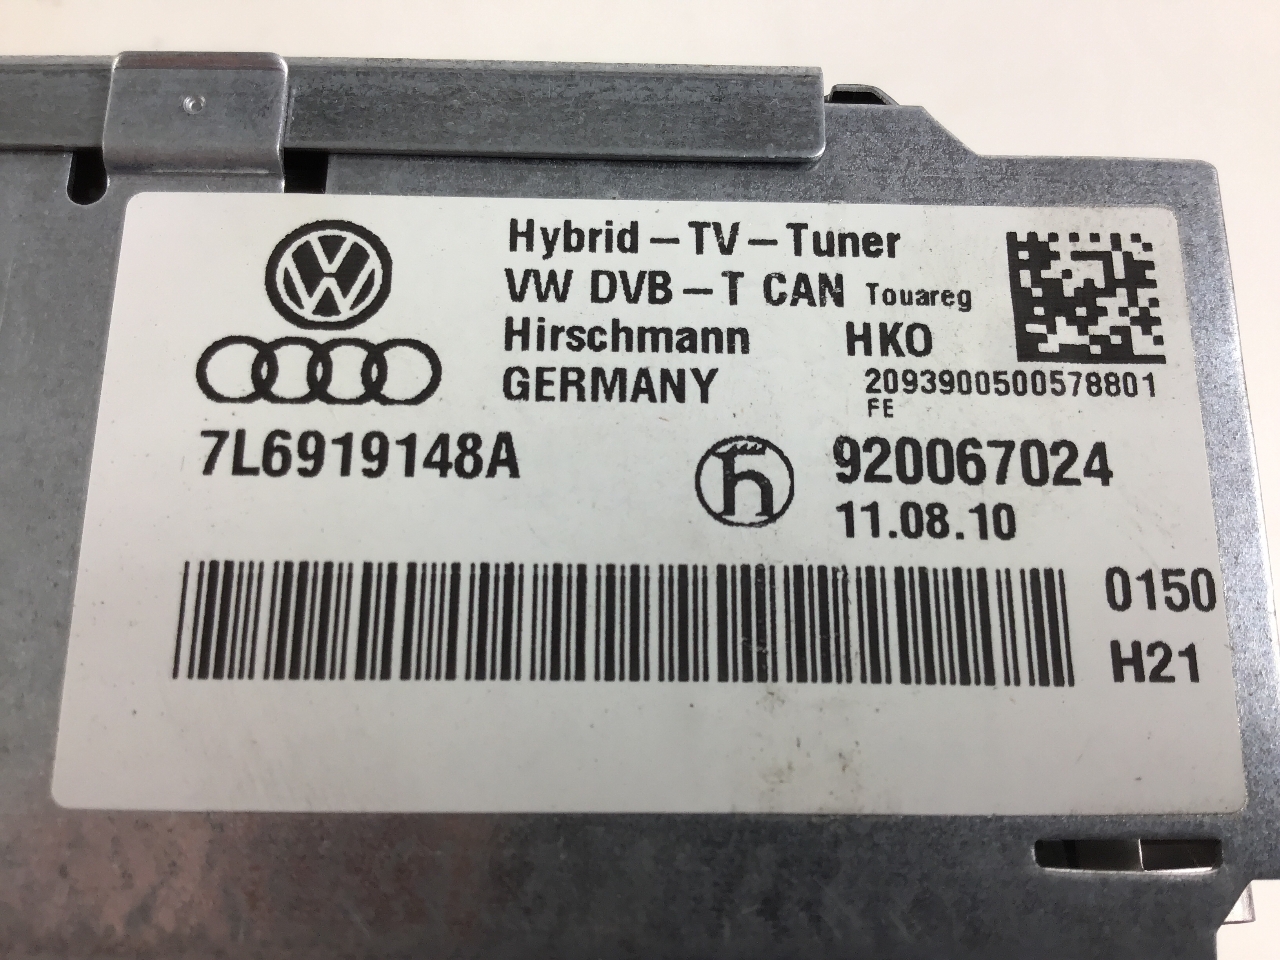 Hybrid-TV-Tuner
VW DVB-T CAN Touareg
Hirschmann HKO
GERMANY 2093900500578801
FE
7L6919148A h 920067024
11.08.10
0150
H21